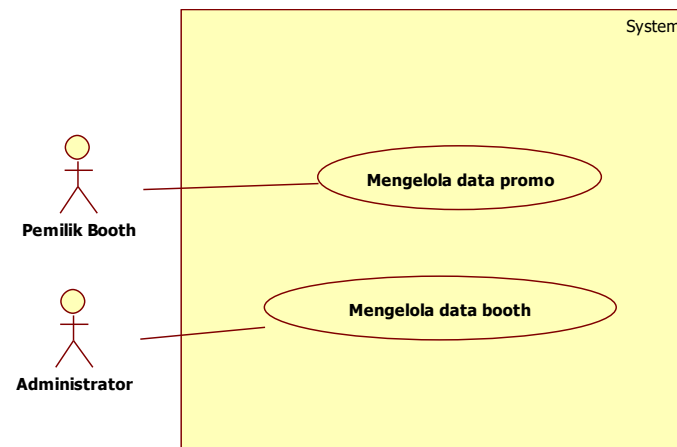 System
Mengelola data promo
Pemilik Booth
Mengelola data booth
Administrator